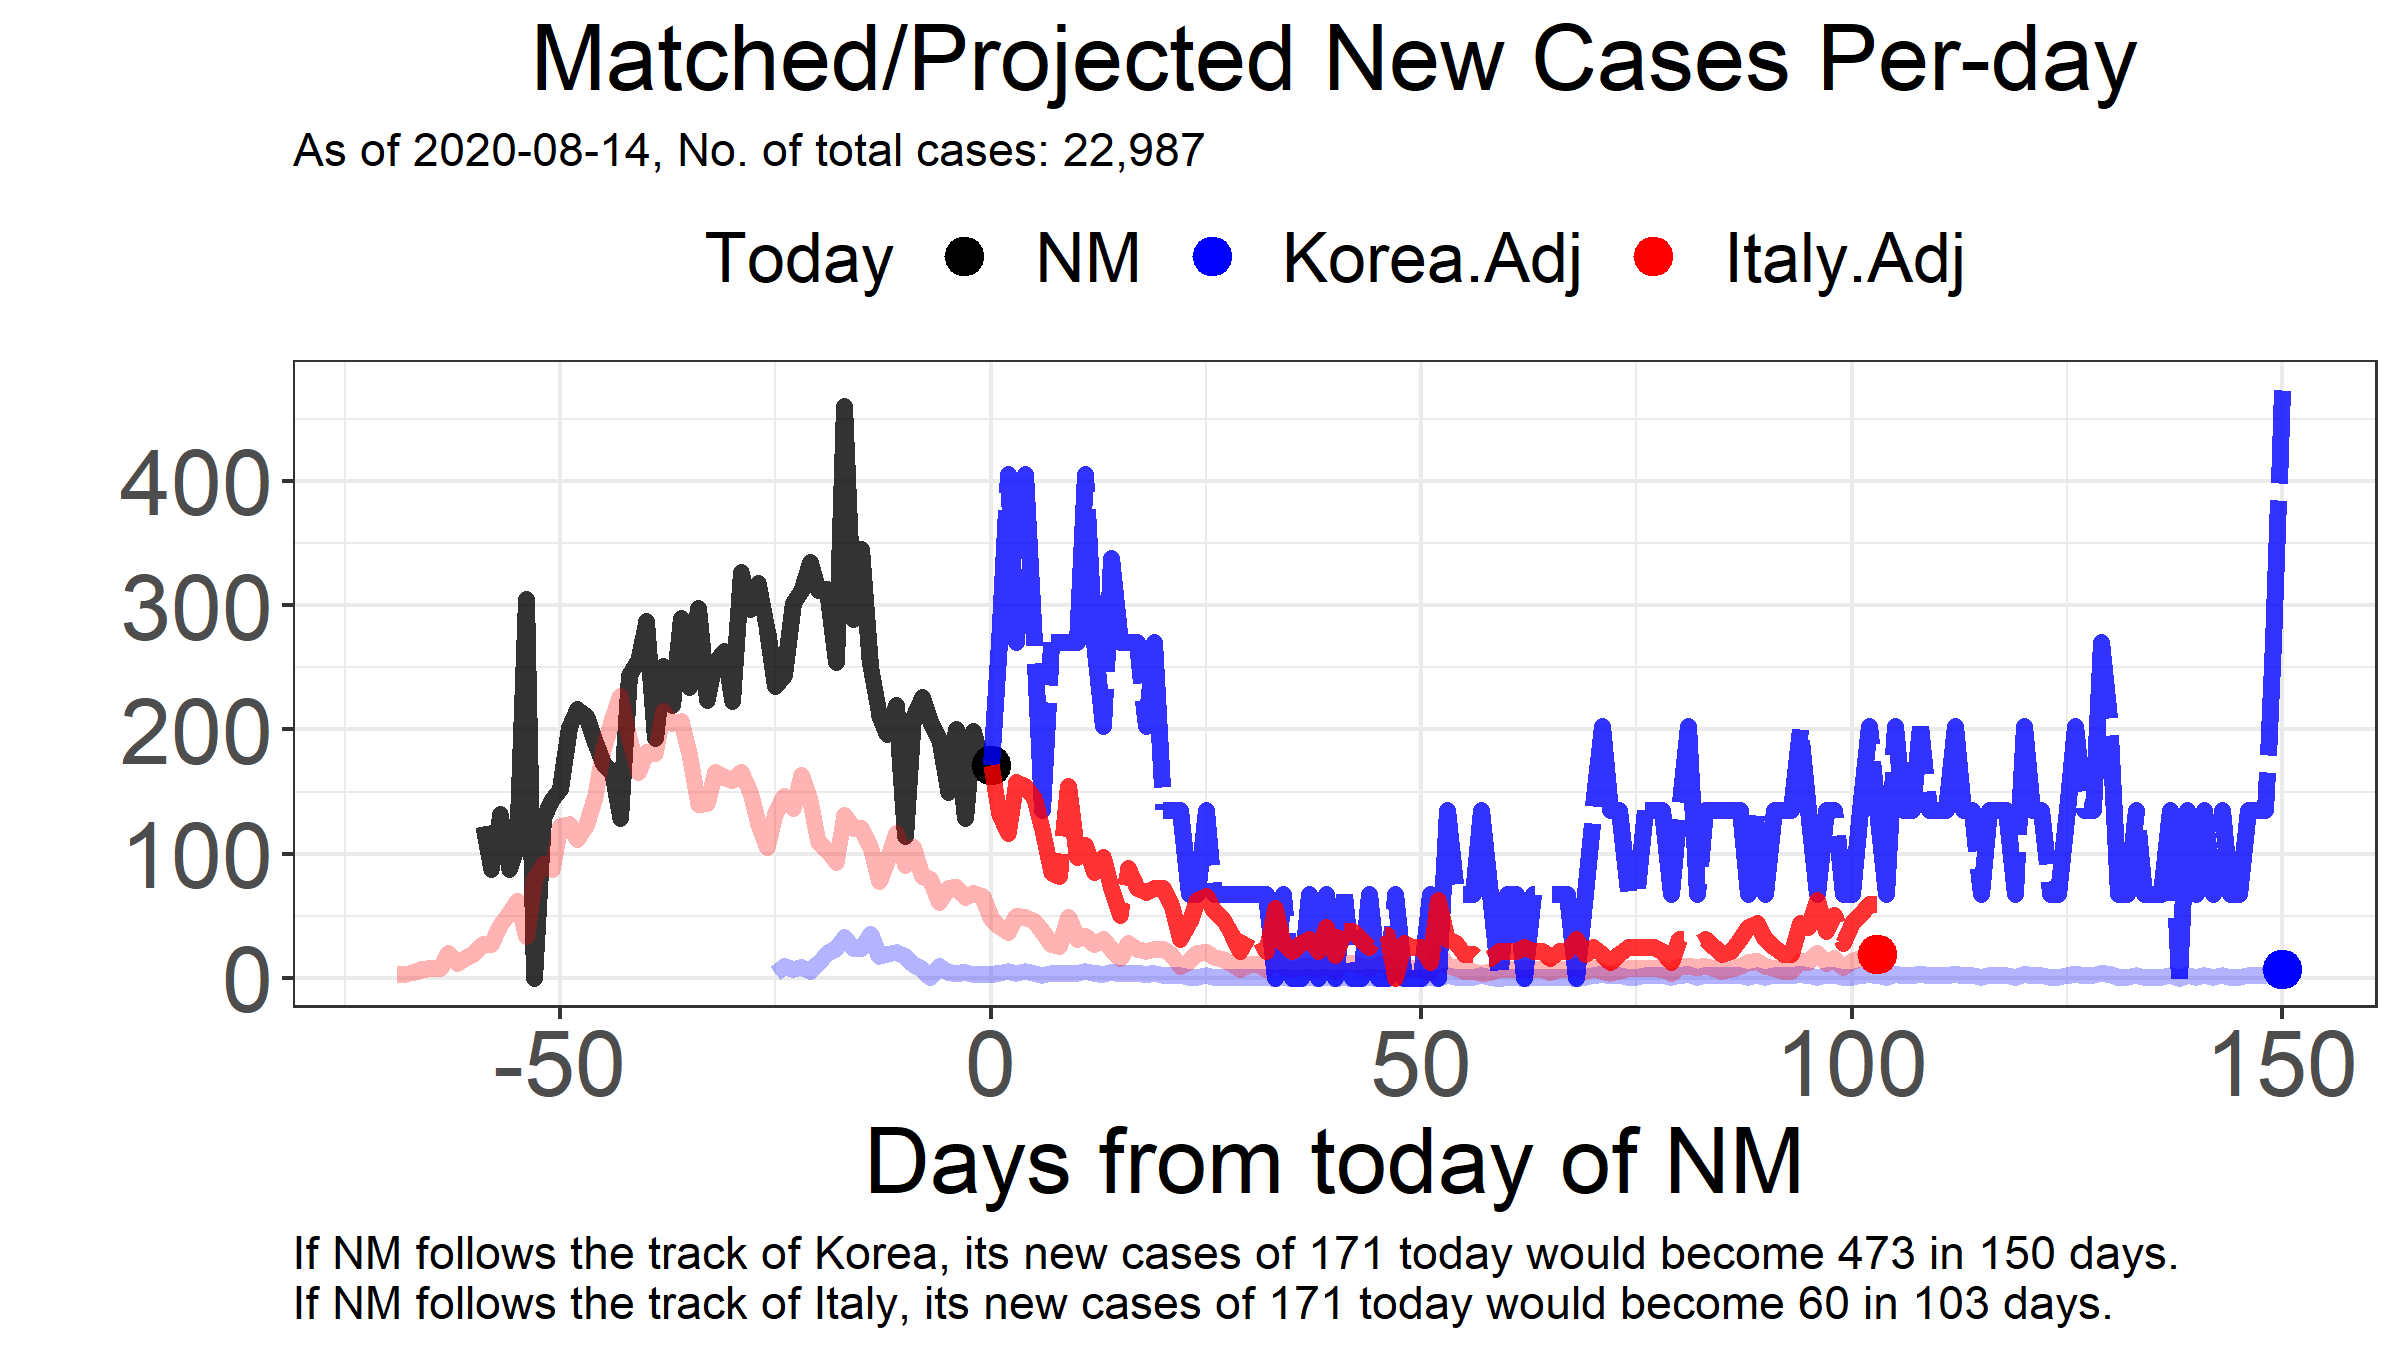 Matched/Projected New Cases Per-day
As of 2020-08-14, No. of total cases: 22,987
Today NM Korea.Adj Italy.Adj
400
300
200
100
0
-50 0 50 100 150
Days from today of NM
If NM follows the track of Korea, its new cases of 171 today would become 473 in 150 days.
If NM follows the track of Italy, its new cases of 171 today would become 60 in 103 days.